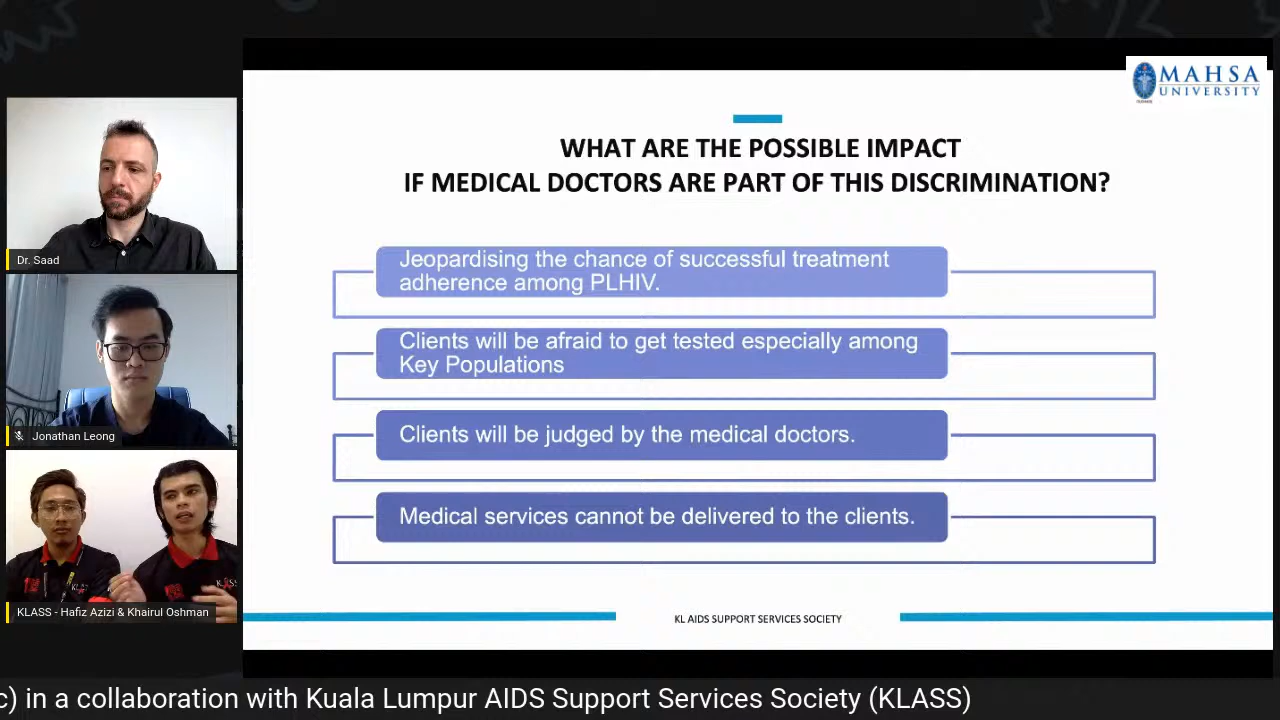 MAHSA
UNIVERSITY
WHAT ARE THE POSSIBLE IMPACT
IF MEDICAL DOCTORS ARE PART OF THIS DISCRIMINATION?
Jeopardising the chance of successful treatment
adherence among PLHIV.
Clients will be afraid to get tested especially among
Key Populations
Clients will be judged by the medical doctors.
Medical services cannot be delivered to the clients.
KL AIDS SUPPORT SERVICES SOCIETY
Dr. Saad
Jonathan Leong
KLASS - Hafiz Azizi & Khairul Oshman
c) in a collaboration with Kuala Lumpur AIDS Support Services Society (KLASS)